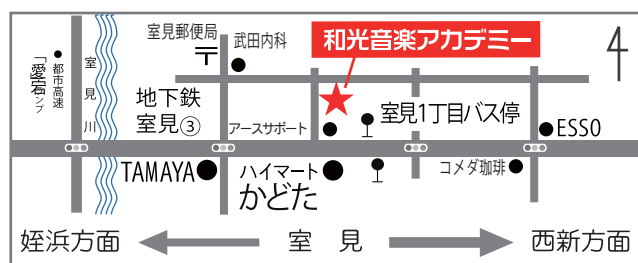 和光音楽アカデミー
室見郵便局
〒
武田内科
都市高速
「愛宕」
ランプ
室見川
地下鉄
室見③
アースサポート
室見1丁目バス停
ESSO
TAMAYA
ハイマート
かどた
コメダ珈琲
姪浜方面
室見
西新方面